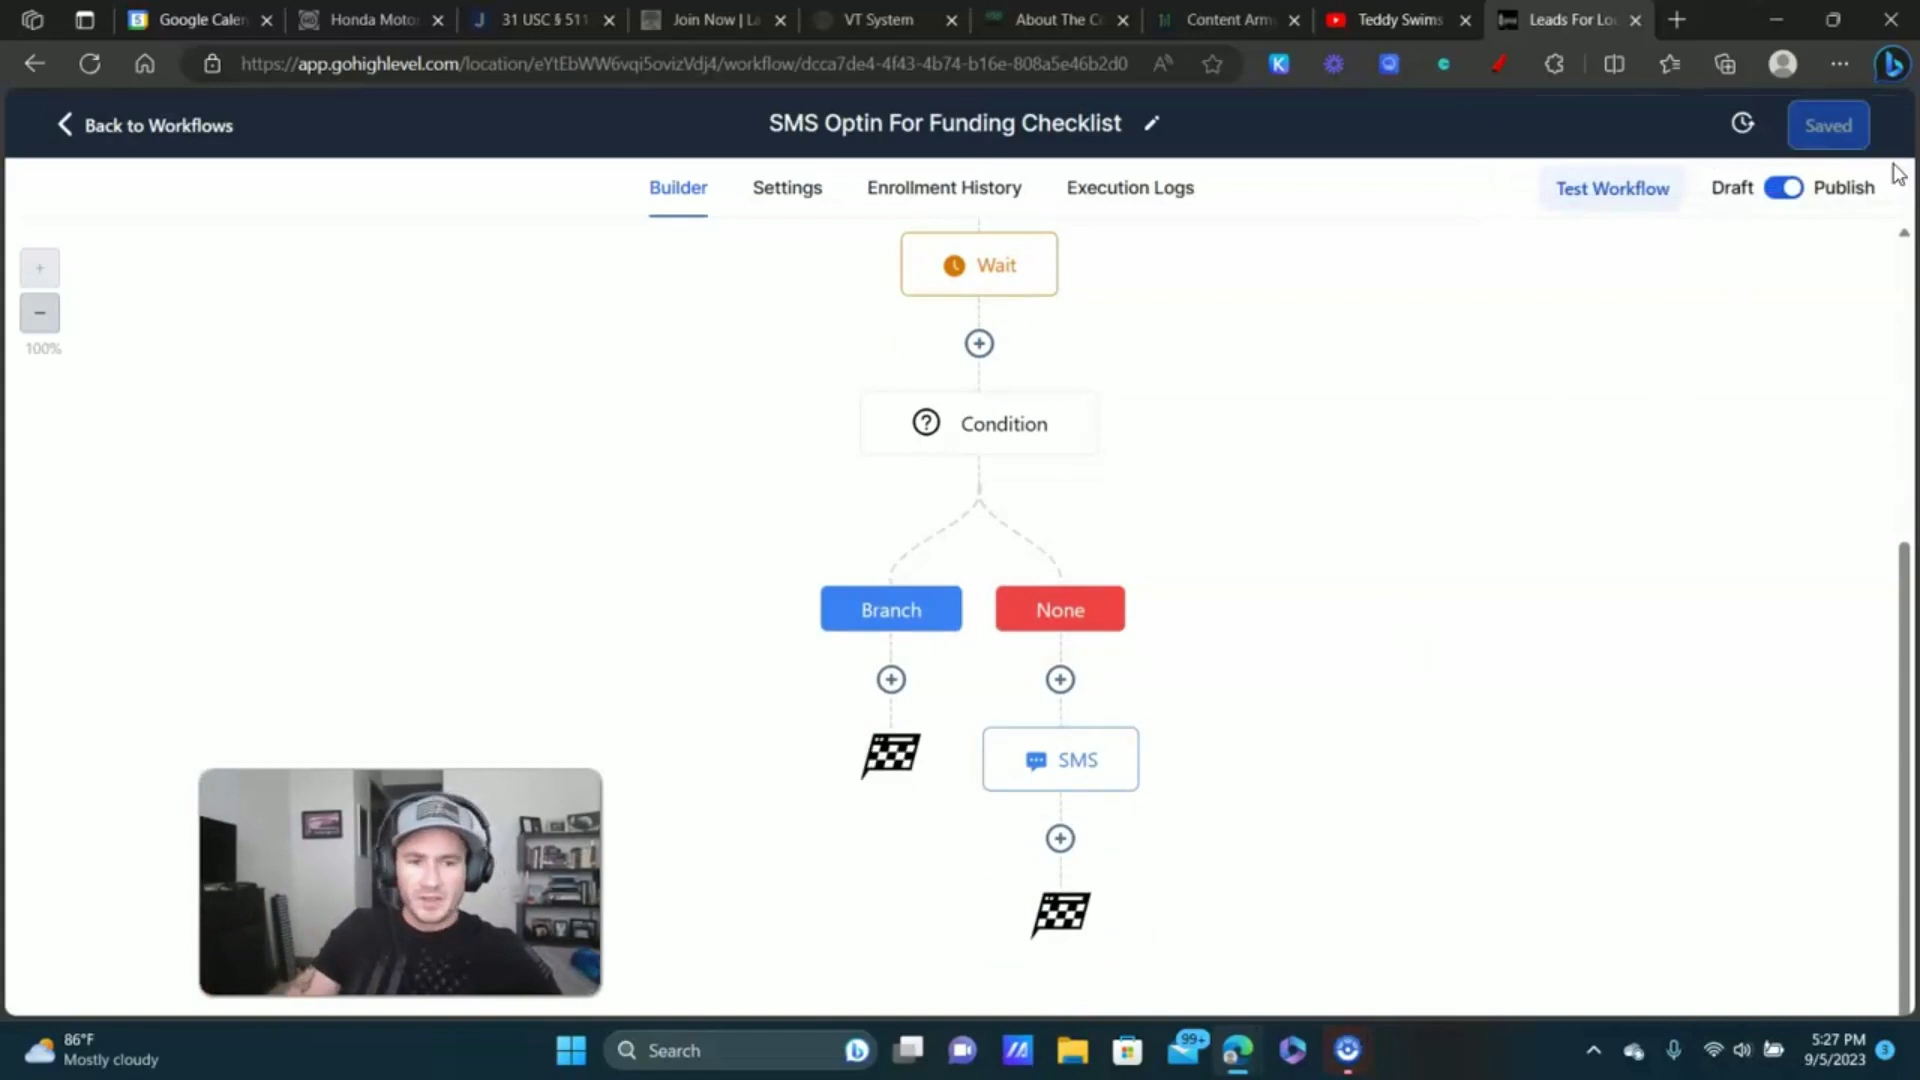 Google Calen
Honda Moto
31 USC § 511
Join Now | La
VT System
About The C
Content Arm
Teddy Swims
Leads For Lo
https://app.gohighlevel.com/location/eYtEbWW6vqi5ovizVdj4/workflow/dcca7de4-4f43-4b74-b16e-808a5e46b2d0
Back to Workflows
SMS Optin For Funding Checklist
Saved
Builder
Settings
Enrollment History
Execution Logs
Test Workflow
Draft
Publish
100%
Wait
Condition
Branch
None
SMS
86°F
Mostly cloudy
Search
99+
5:27 PM
9/5/2023
3